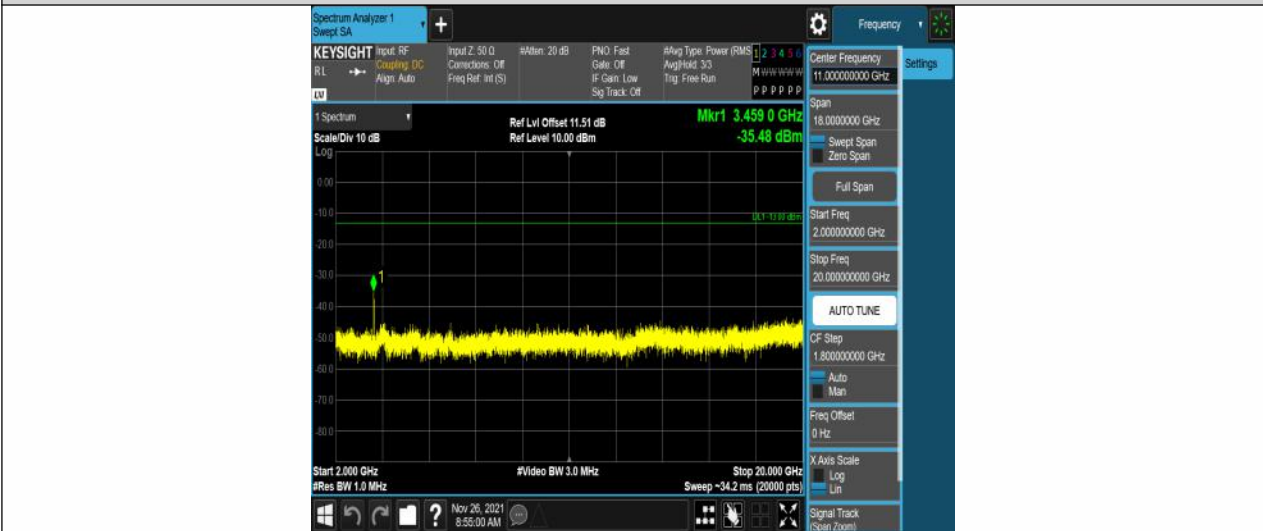 Spectrum Analyzer 1
Swept SA
+
Frequency
KEYSIGHT
RL
LV
Input: RF
Coupling: DC
Align: Auto
Input Z: 50 Ω
Corrections: Off
Freq Ref: Int (S)
#Atten: 20 dB
PNO: Fast
Gate: Off
IF Gain: Low
Sig Track: Off
#Avg Type: Power (RMS
Avg|Hold: 3/3
Trig: Free Run
1 2 3 4 5 6
M W W W W W
P P P P P P
1 Spectrum
Scale/Div 10 dB
Log
Ref Lvl Offset 11.51 dB
Ref Level 10.00 dBm
Mkr1 3.459 0 GHz
-35.48 dBm
0.00
-10.0
DL1 -13.00 dBm
-20.0
-30.0
1
-40.0
-50.0
-60.0
-70.0
-80.0
Start 2.000 GHz
#Res BW 1.0 MHz
#Video BW 3.0 MHz
Stop 20.000 GHz
Sweep ~34.2 ms (20000 pts)
Center Frequency
11.000000000 GHz
Settings
Span
18.0000000 GHz
Swept Span
Zero Span
Full Span
Start Freq
2.000000000 GHz
Stop Freq
20.000000000 GHz
AUTO TUNE
CF Step
1.800000000 GHz
Auto
Man
Freq Offset
0 Hz
X Axis Scale
Log
Lin
Signal Track
(Span Zoom)
?
Nov 26, 2021
8:55:00 AM